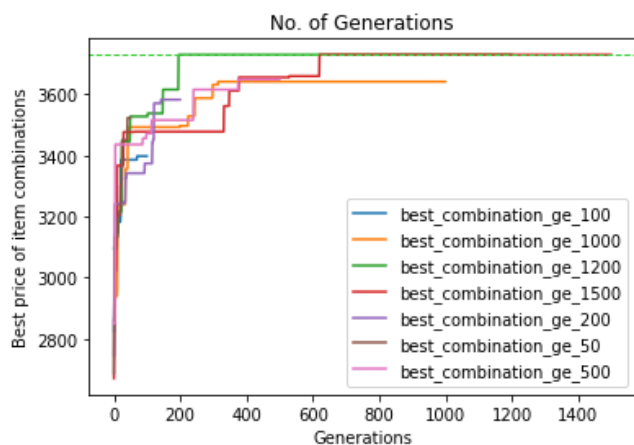 No. of Generations
Best price of item combinations
3600
3400
3200
3000
2800
best_combination_ge_100
best_combination_ge_1000
best_combination_ge_1200
best_combination_ge_1500
best_combination_ge_200
best_combination_ge_50
best_combination_ge_500
0 200 400 600 800 1000 1200 1400
Generations